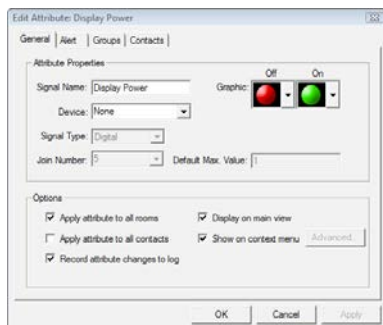 Edit Attribute: Display Power
General Alert Groups Contacts
Attribute Properties
Off On
Signal Name: Display Power Graphic:
Device: None
Signal Type: Digital
Join Number: 5 Default Max. Value: 1
Options
Apply attribute to all rooms Display on main view
Apply attribute to all contacts Show on context menu Advanced...
Record attribute changes to log
OK Cancel Apply